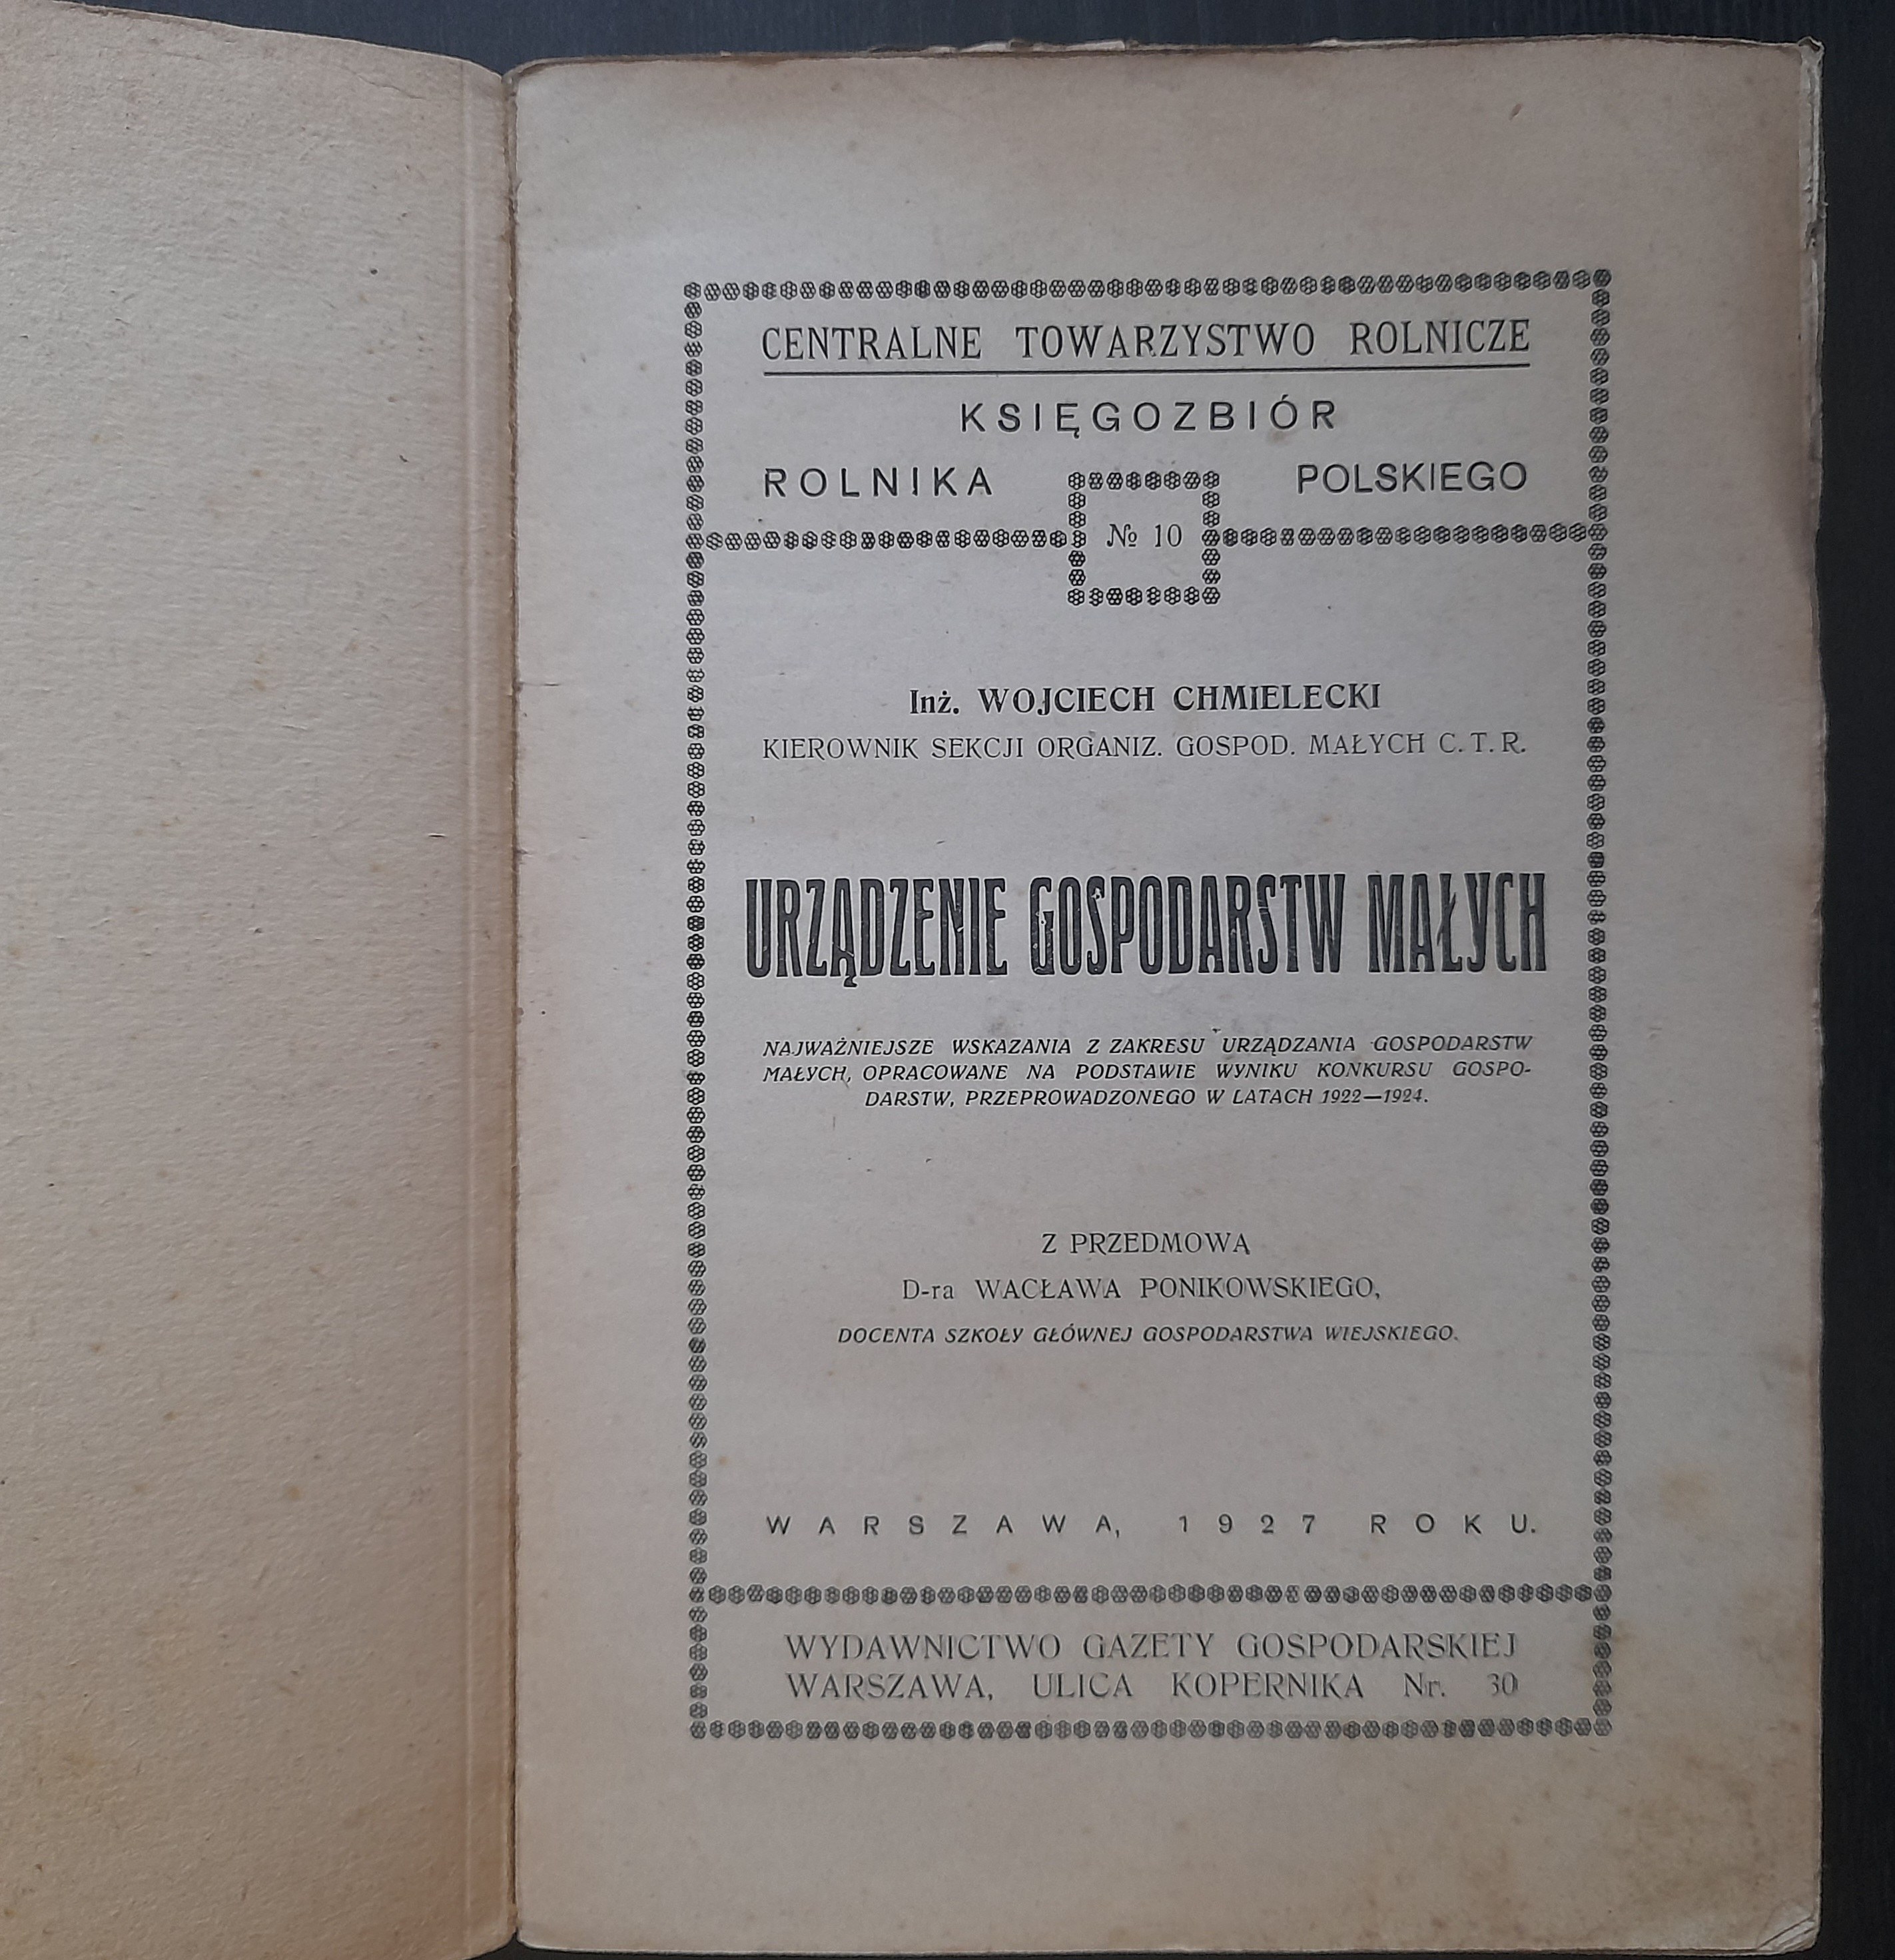 CENTRALNE TOWARZYSTWO ROLNICZE
KSIĘGOZBIÓR
ROLNIKA POLSKIEGO
№ 10
Inż. WOJCIECH CHMIELECKI
KIEROWNIK SEKCJI ORGANIZ. GOSPOD. MAŁYCH C. T. R.
URZĄDZENIE GOSPODARSTW MAŁYCH
NAJWAŻNIEJSZE WSKAZANIA Z ZAKRESU URZĄDZANIA GOSPODARSTW
MAŁYCH, OPRACOWANE NA PODSTAWIE WYNIKU KONKURSU GOSPO-
DARSTW, PRZEPROWADZONEGO W LATACH 1922—1924.
Z PRZEDMOWĄ
D-ra WACŁAWA PONIKOWSKIEGO,
DOCENTA SZKOŁY GŁÓWNEJ GOSPODARSTWA WIEJSKIEGO.
WARSZAWA, 1927 ROKU.
WYDAWNICTWO GAZETY GOSPODARSKIEJ
WARSZAWA, ULICA KOPERNIKA Nr. 30